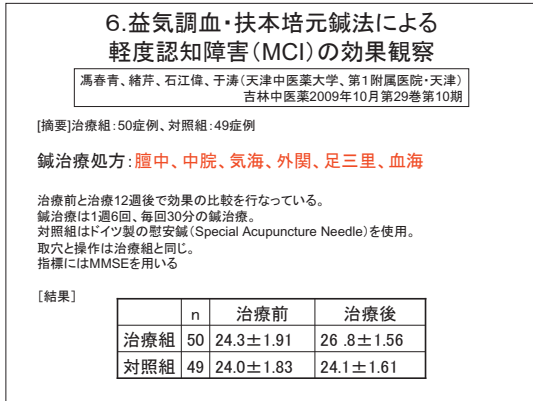 6.益気調血・扶本培元鍼法による
軽度認知障害(MCI)の効果観察
馮春青、緒芹、石江偉、于涛(天津中医薬大学、第1附属医院・天津)
吉林中医薬2009年10月第29巻第10期
[摘要]治療組:50症例、対照組:49症例
鍼治療処方:膻中、中脘、気海、外関、足三里、血海
治療前と治療12週後で効果の比較を行なっている。
鍼治療は1週6回、毎回30分の鍼治療。
対照組はドイツ製の慰安鍼(Special Acupuncture Needle)を使用。
取穴と操作は治療組と同じ。
指標にはMMSEを用いる
[結果]
n 治療前 治療後
治療組 50 24.3±1.91 26 .8±1.56
対照組 49 24.0±1.83 24.1±1.61